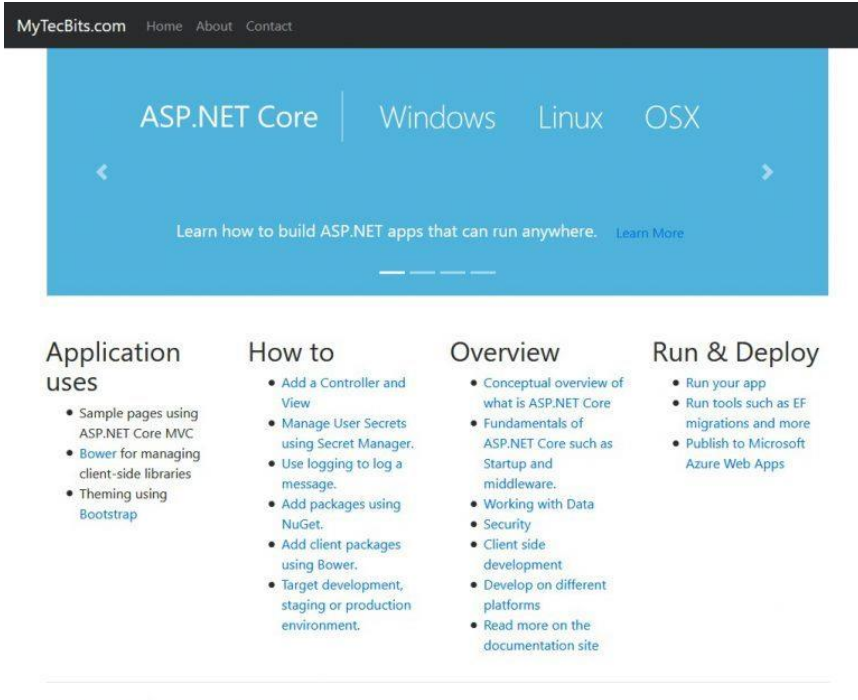 MyTecBits.com Home About Contact
ASP.NET Core Windows Linux OSX
Learn how to build ASP.NET apps that can run anywhere. Learn More
Application
uses
Sample pages using
ASP.NET Core MVC
Bower for managing
client-side libraries
Theming using
Bootstrap
How to
Add a Controller and
View
Manage User Secrets
using Secret Manager.
Use logging to log a
message.
Add packages using
NuGet.
Add client packages
using Bower.
Target development,
staging or production
environment.
Overview
Conceptual overview of
what is ASP.NET Core
Fundamentals of
ASP.NET Core such as
Startup and
middleware.
Working with Data
Security
Client side
development
Develop on different
platforms
Read more on the
documentation site
Run & Deploy
Run your app
Run tools such as EF
migrations and more
Publish to Microsoft
Azure Web Apps